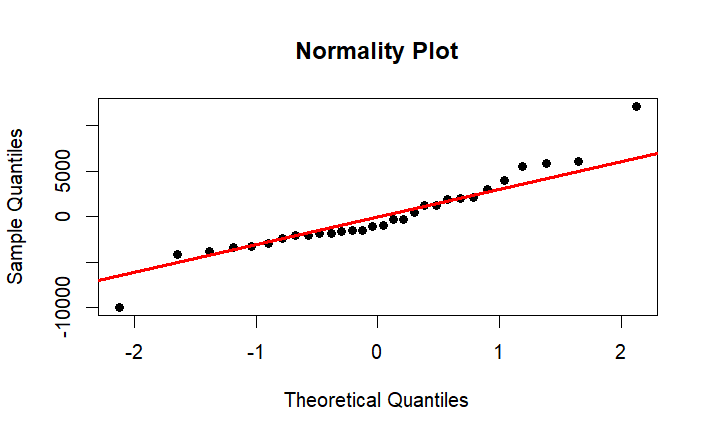 Normality Plot
Sample Quantiles
5000
0
-10000
-2 -1 0 1 2
Theoretical Quantiles